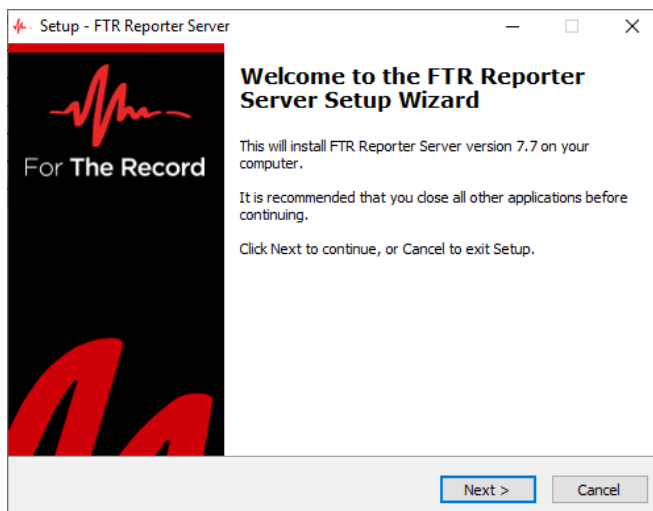 Setup - FTR Reporter Server
For The Record
Welcome to the FTR Reporter
Server Setup Wizard
This will install FTR Reporter Server version 7.7 on your
computer.
It is recommended that you close all other applications before
continuing.
Click Next to continue, or Cancel to exit Setup.
Next >
Cancel